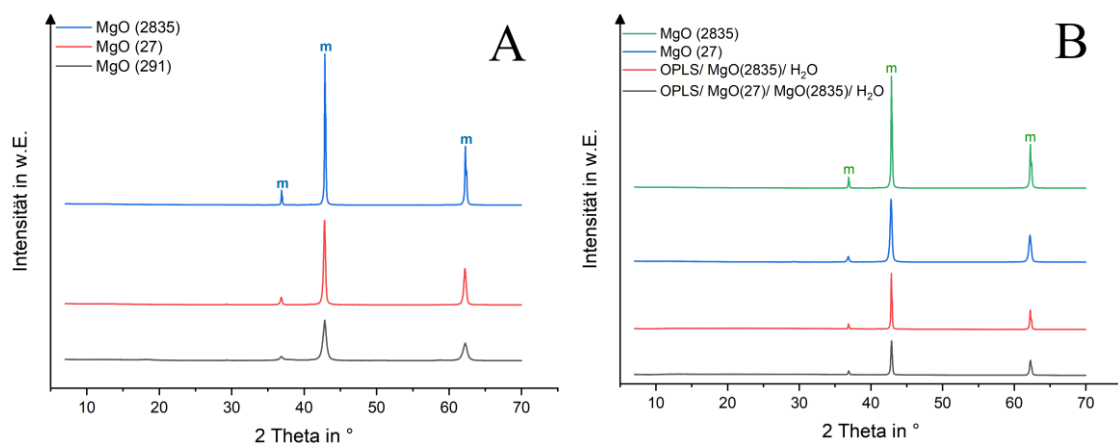 MgO (2835)
MgO (27)
MgO (291)
A
m
m
m
Intensität in w.E.
10 20 30 40 50 60 70
2 Theta in °
MgO (2835)
MgO (27)
OPLS/ MgO(2835)/ H₂O
OPLS/ MgO(27)/ MgO(2835)/ H₂O
B
m
m
m
Intensität in w.E.
10 20 30 40 50 60 70
2 Theta in °